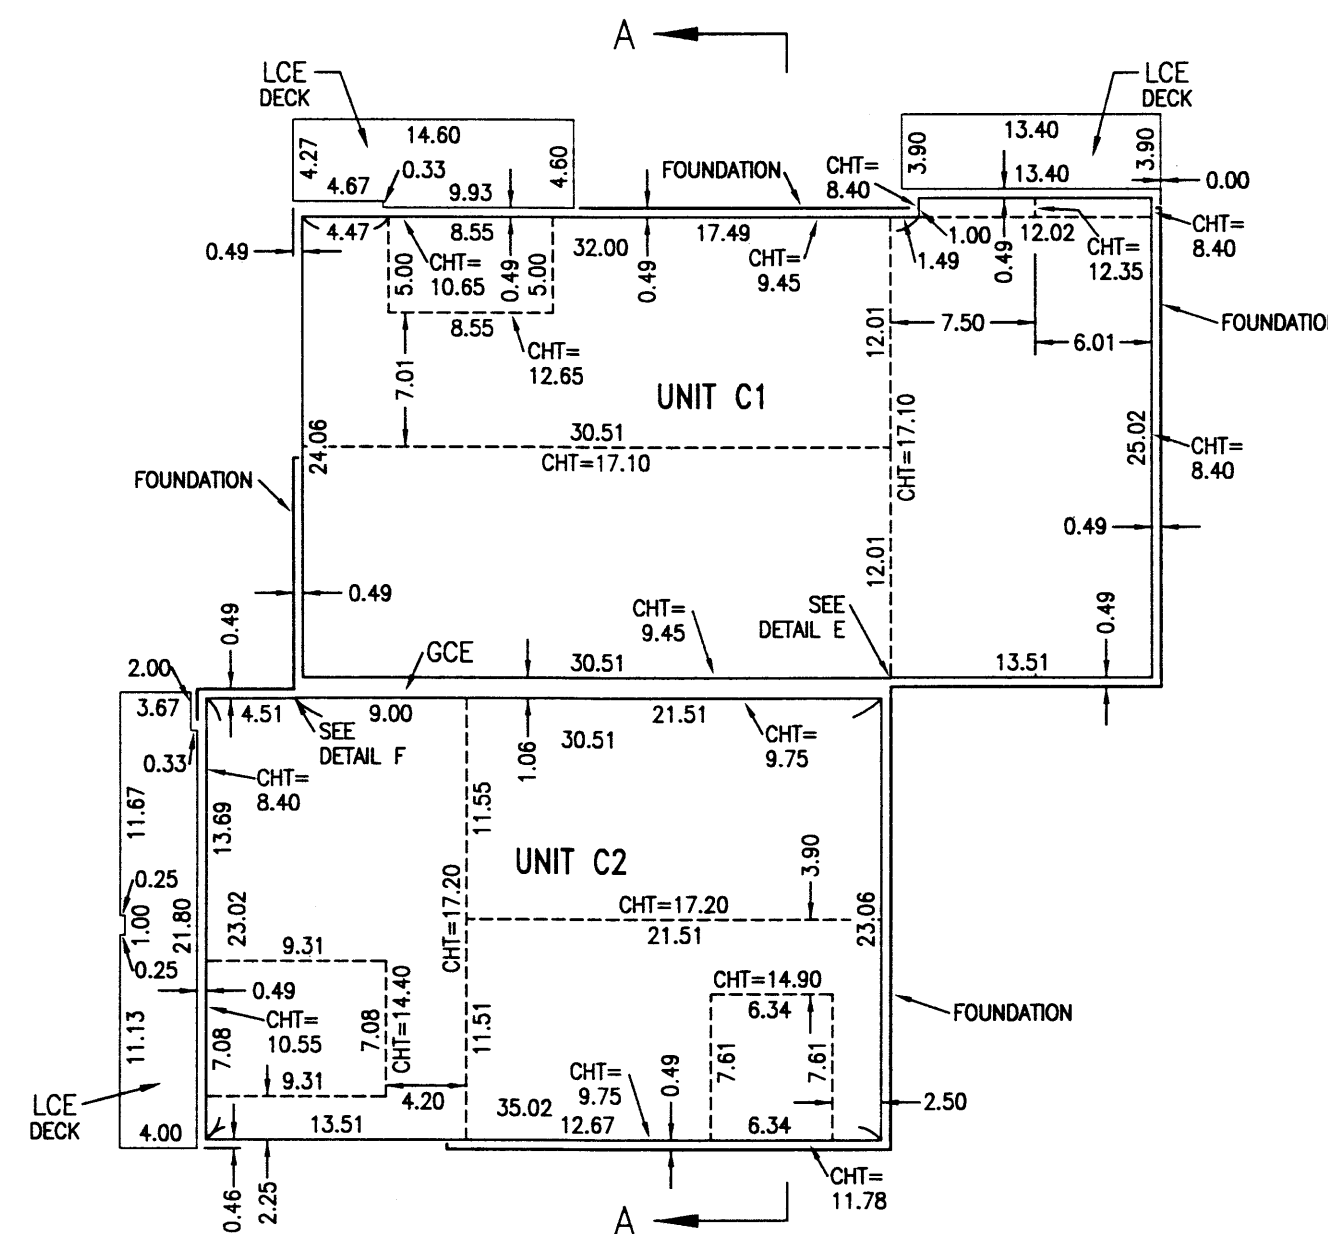 A
LCE
DECK
LCE
DECK
14.60
4.27
4.67
0.33
9.93
4.60
FOUNDATION
CHT=
8.40
13.40
3.90
3.90
13.40
0.00
0.49
4.47
8.55
32.00
17.49
1.00
12.02
CHT=
8.40
5.00
CHT=
10.65
0.49
5.00
0.49
CHT=
9.45
1.49
0.49
CHT=
12.35
8.55
CHT=
12.65
12.01
7.50
6.01
FOUNDATIO
7.01
UNIT C1
24.06
30.51
CHT=17.10
CHT=17.10
25.02
CHT=
8.40
FOUNDATION
0.49
12.01
0.49
0.49
CHT=
9.45
SEE
DETAIL E
0.49
GCE
30.51
13.51
2.00
3.67
4.51
9.00
21.51
SEE
DETAIL F
30.51
CHT=
9.75
1.06
0.33
CHT=
8.40
11.67
13.69
11.55
UNIT C2
3.90
0.25
1.00
21.80
23.02
CHT=17.20
CHT=17.20
21.51
23.06
0.25
9.31
0.49
CHT=14.90
6.34
FOUNDATION
11.13
CHT=
10.55
7.08
7.08
CHT=14.40
11.51
7.61
7.61
9.31
CHT=
9.75
0.49
LCE
DECK
4.20
35.02
2.50
4.00
13.51
12.67
6.34
0.46
2.25
CHT=
11.78
A